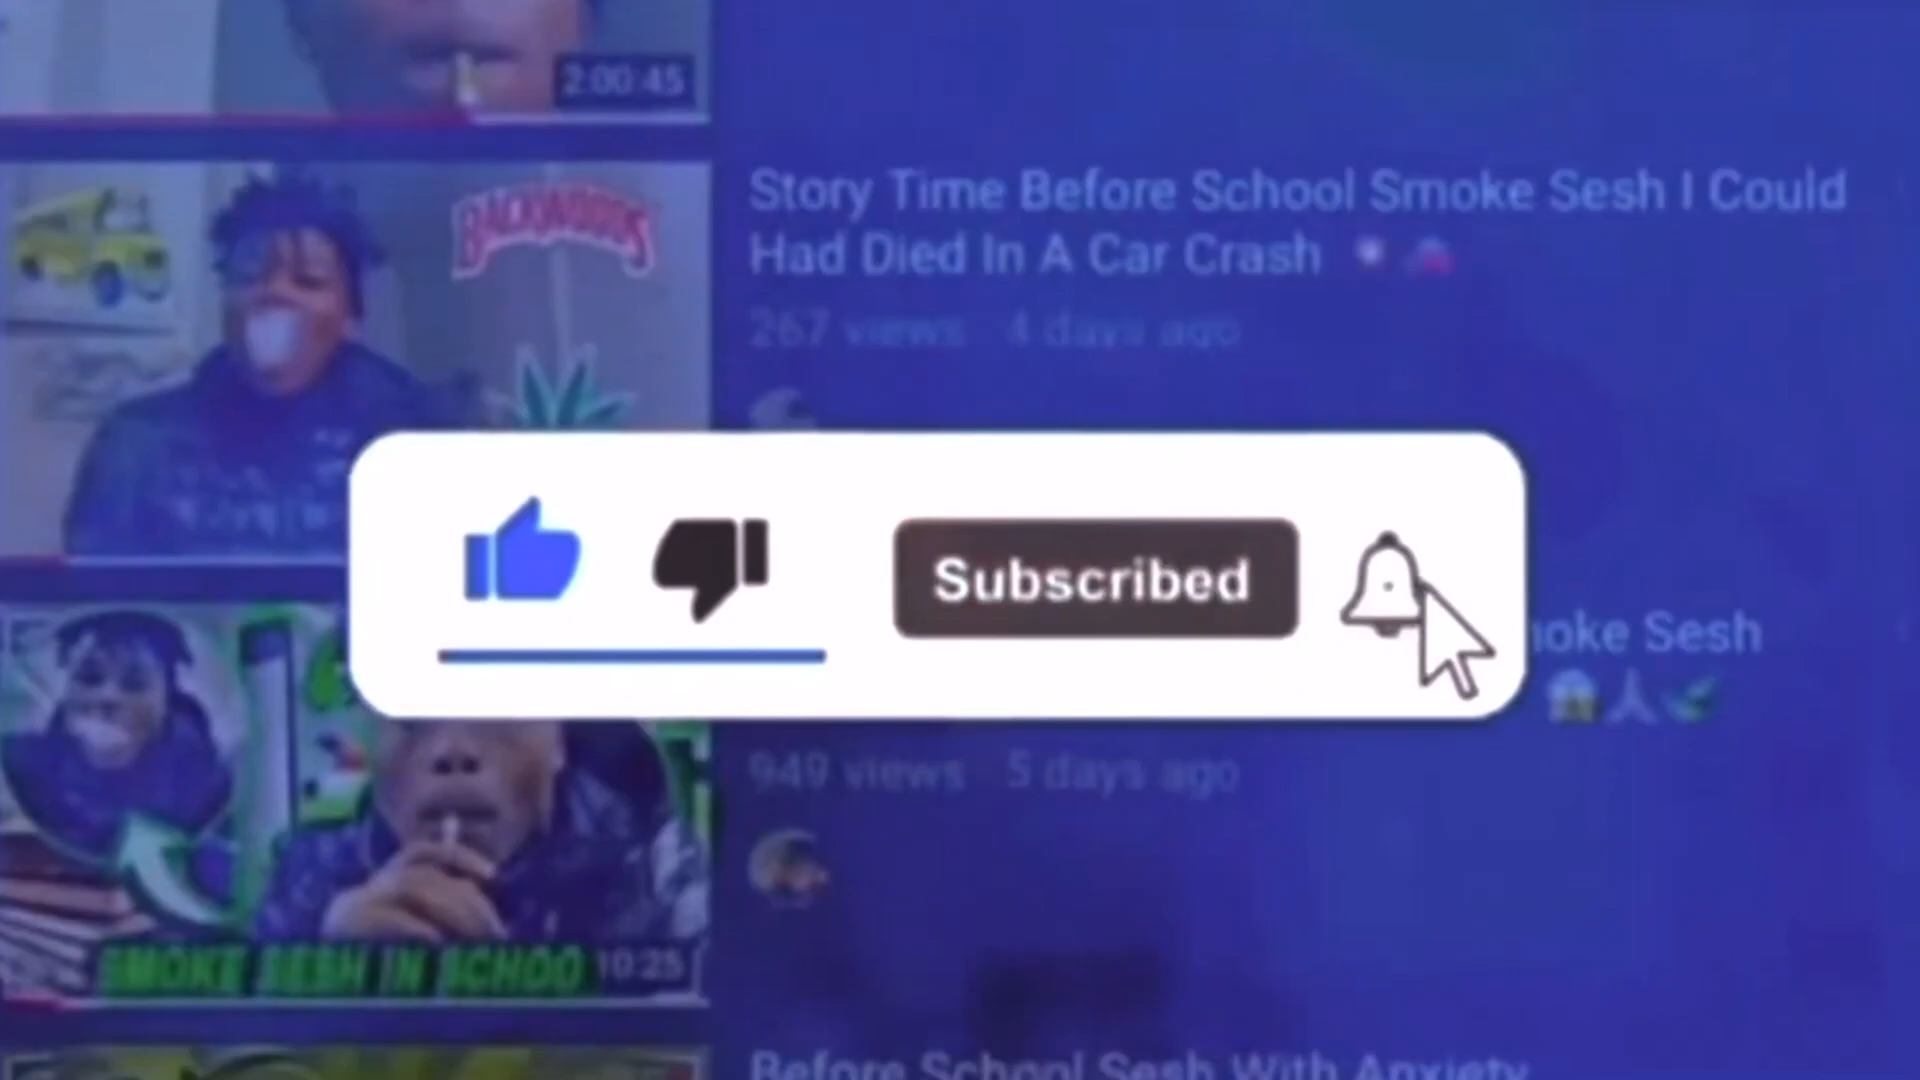 2:00:45
BACKWOODS
Story Time Before School Smoke Sesh I Could
Had Died In A Car Crash
267 views 4 days ago
Subscribed
Sesh
949 views 5 days ago
SMOKE SESH IN SCHOO
10:25
Before School Sesh With Anxiety